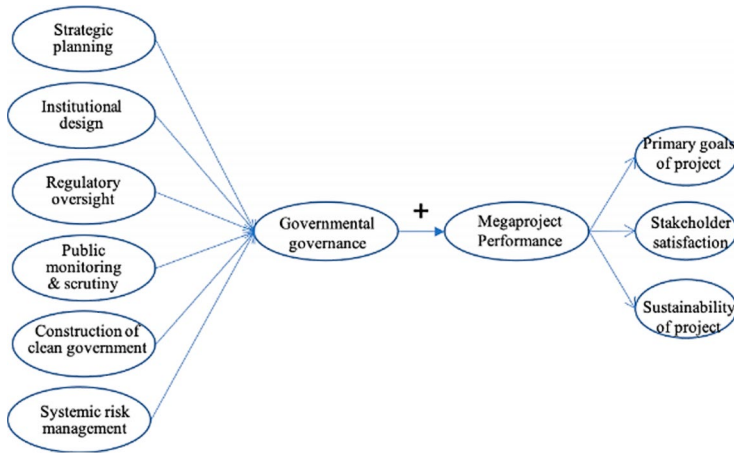 Strategic
planning
Institutional
design
Regulatory
oversight
Public
monitoring
& scrutiny
Construction of
clean government
Systemic risk
management
Governmental
governance
+
Megaproject
Performance
Primary goals
of project
Stakeholder
satisfaction
Sustainability
of project